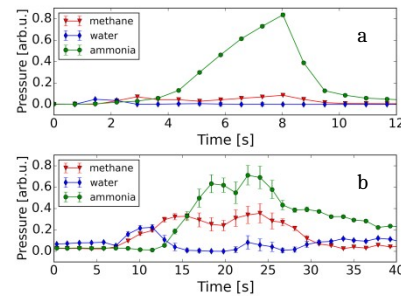 Pressure [arb.u.]
0.8
0.6
0.4
0.2
0.0
methane
water
ammonia
a
0 2 4 6 8 10 12
Time [s]
Pressure [arb.u.]
0.8
0.6
0.4
0.2
0.0
methane
water
ammonia
b
0 5 10 15 20 25 30 35 40
Time [s]